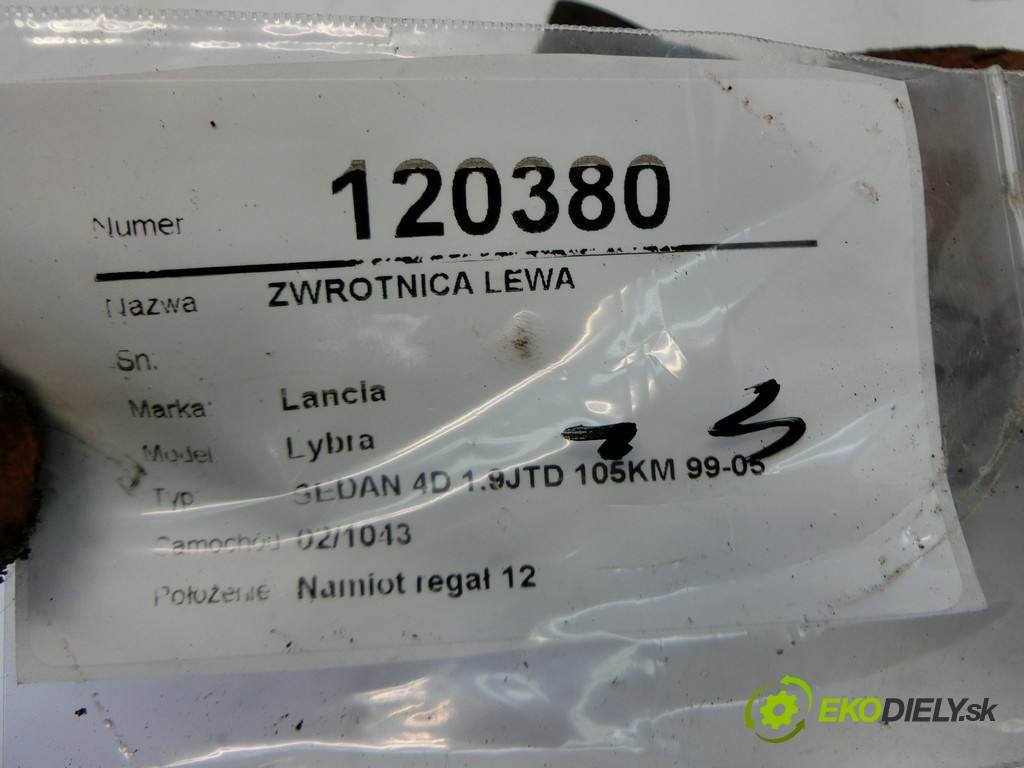 Numer 120380
Nazwa ZWROTNICA LEWA
Sn:
Marka: Lancia
Model Lybra
Typ SEDAN 4D 1.9JTD 105KM 99-05
Samochód 02/1043
Położenie Namiot regał 12
EKODIELY.sk